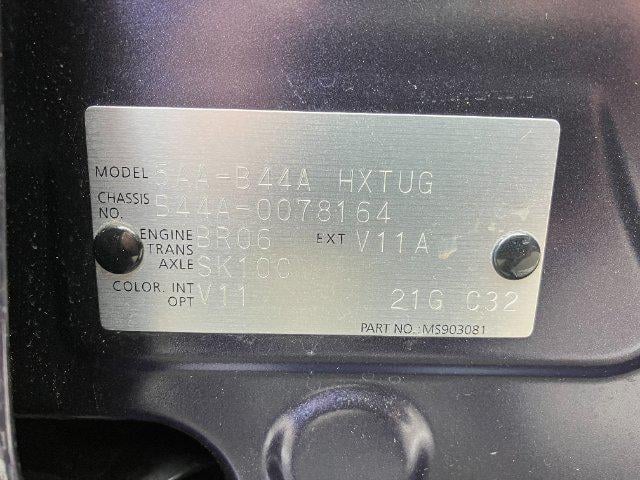 MODEL 5AA-B44A HXTUG
CHASSIS NO. B44A-0078164
ENGINE BR06 EXT V11A
TRANS AXLE SK10C
COLOR. INT V11
OPT 21G C32
PART NO.:MS903081